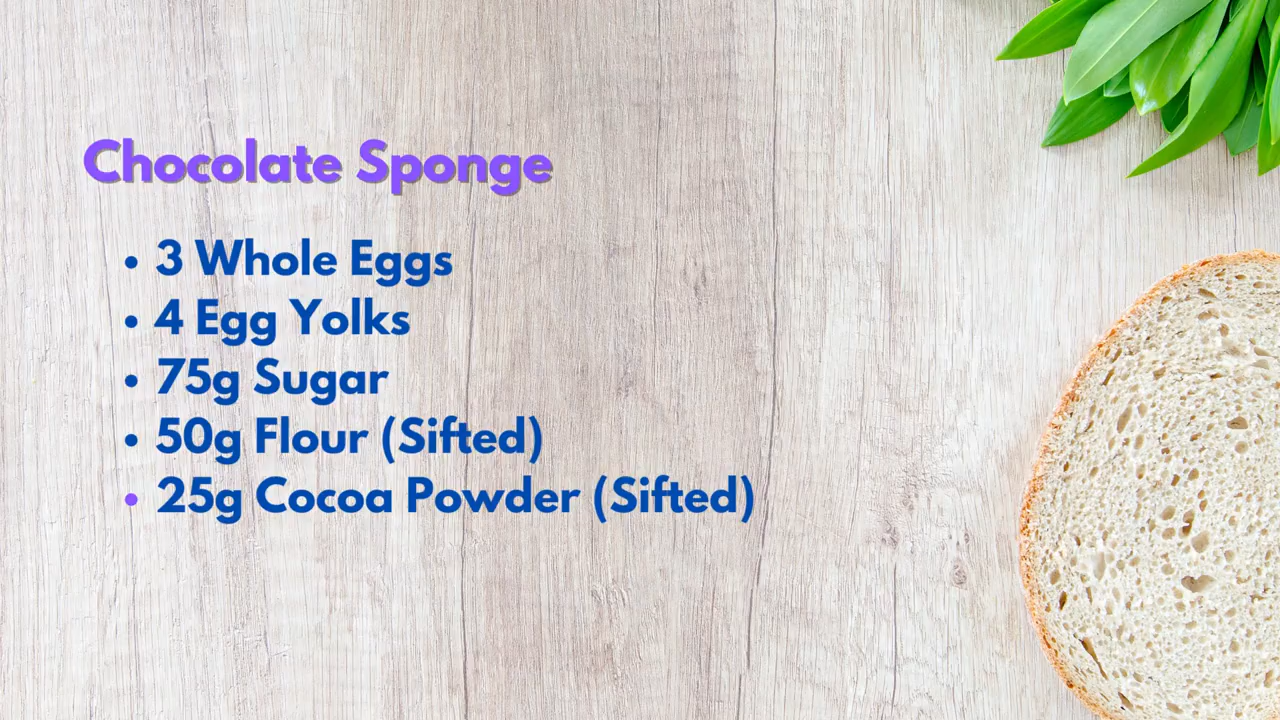 Chocolate Sponge
• 3 Whole Eggs
• 4 Egg Yolks
• 75g Sugar
• 50g Flour (Sifted)
• 25g Cocoa Powder (Sifted)